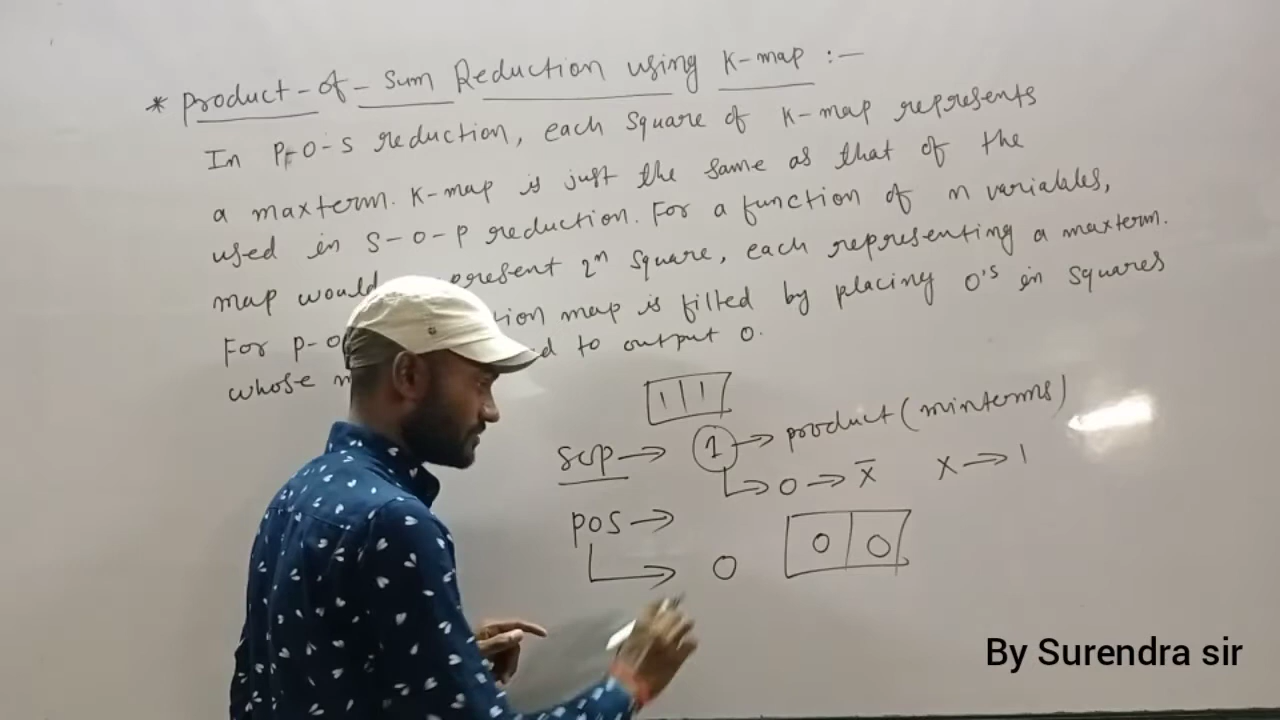 * Product-of-Sum Reduction using K-map :-
In P-O-S reduction, each square of K-map represents
a maxterm. K-map is just the same as that of the
used in S-O-P reduction. For a function of n variables,
map would represent 2ⁿ square, each representing a maxterm.
For P-O tion map is filled by placing 0's in squares
whose d to output 0.
1 1
SOP → 1 → product (minterms)
↳ 0 → X̅ X → 1
POS →
↳ 0
0 0
By Surendra sir